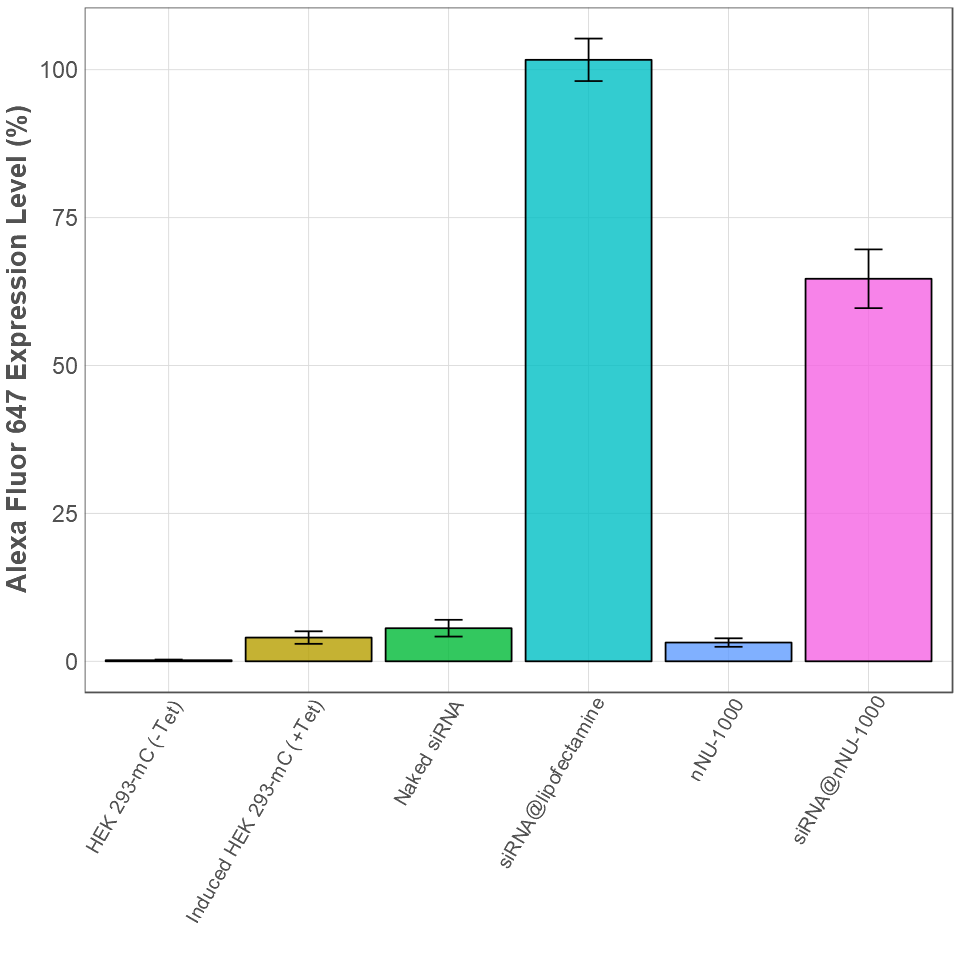 Alexa Fluor 647 Expression Level (%)
100
75
50
25
0
HEK 293-mC (-Tet)
Induced HEK 293-mC (+Tet)
Naked siRNA
siRNA@lipofectamine
nNU-1000
siRNA@nNU-1000